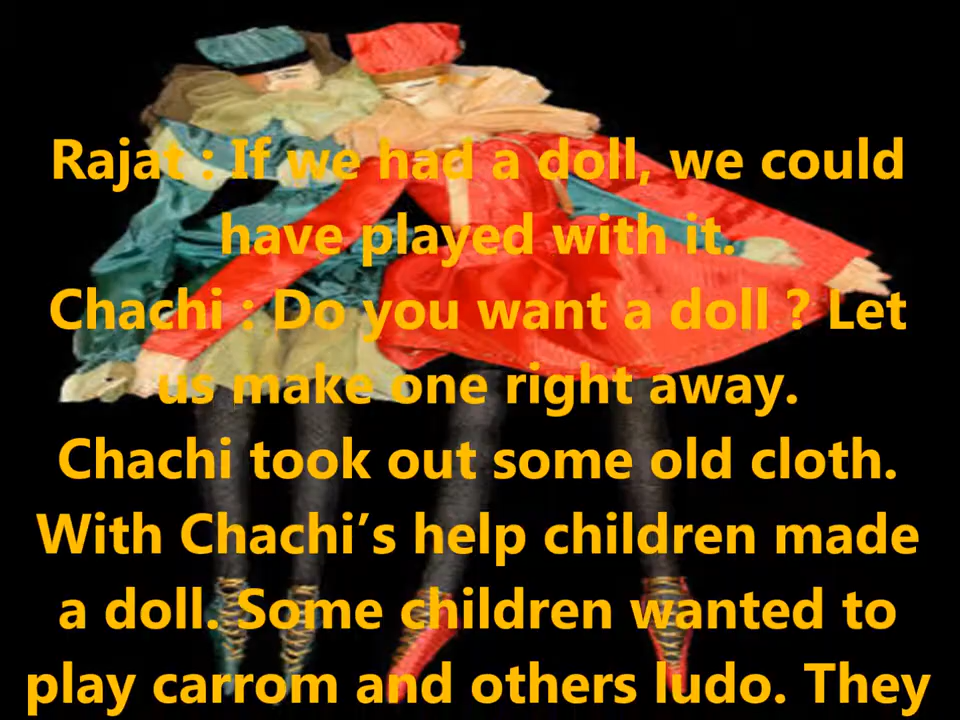 Rajat : If we had a doll, we could
have played with it.
Chachi : Do you want a doll ? Let
us make one right away.
Chachi took out some old cloth.
With Chachi’s help children made
a doll. Some children wanted to
play carrom and others ludo. They